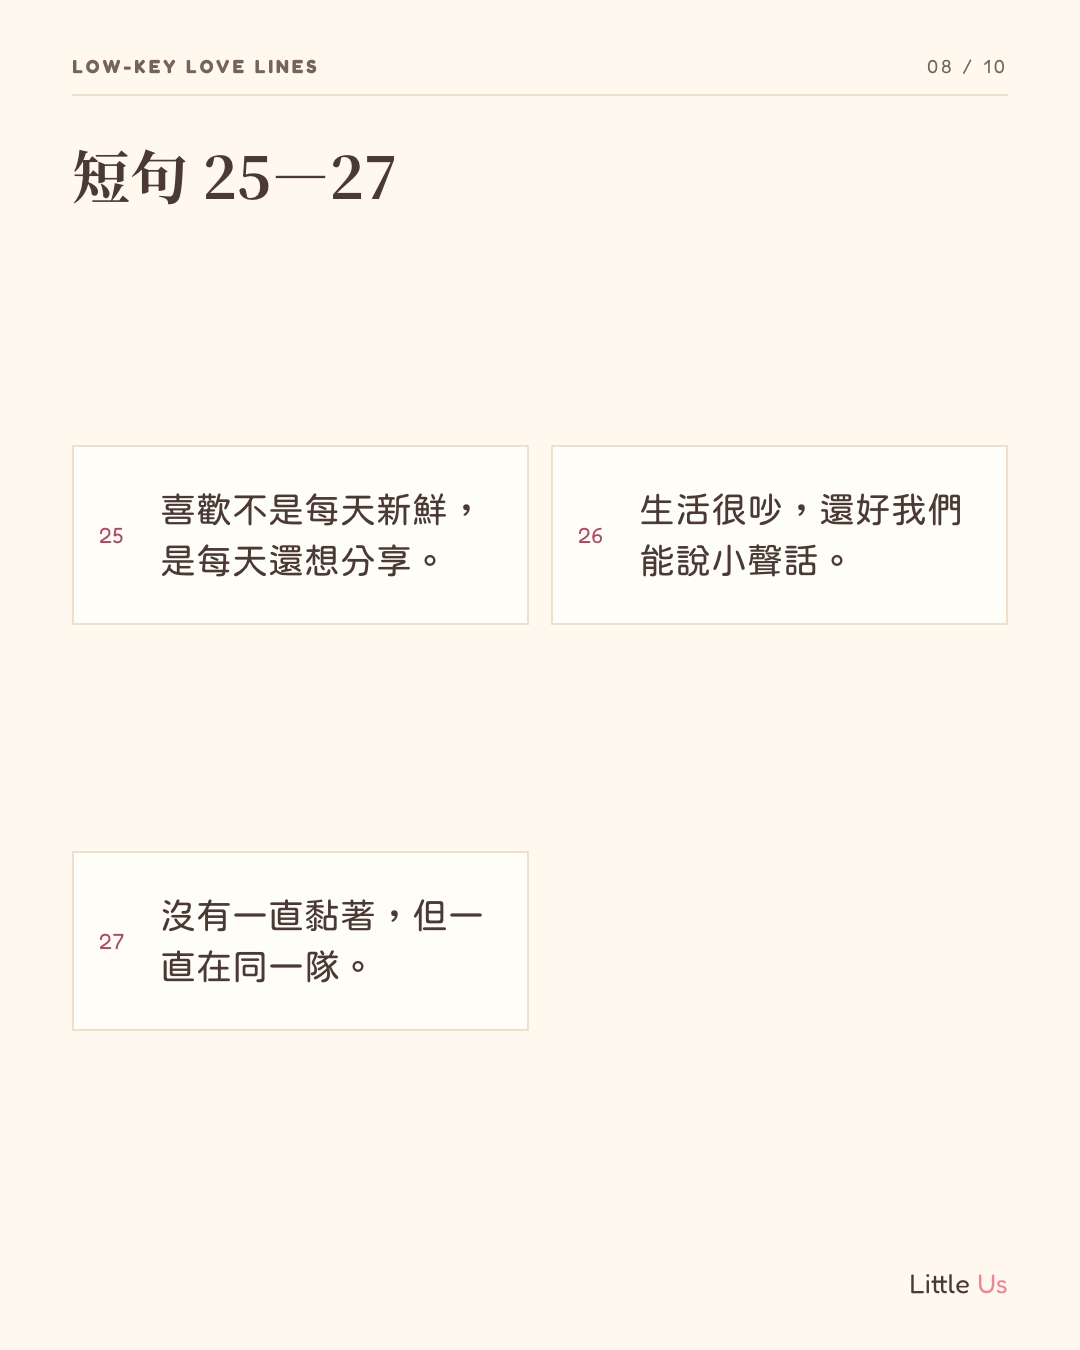 LOW-KEY LOVE LINES
08 / 10
短句 25—27
25
喜歡不是每天新鮮，
是每天還想分享。
26
生活很吵，還好我們
能說小聲話。
27
沒有一直黏著，但一
直在同一隊。
Little Us